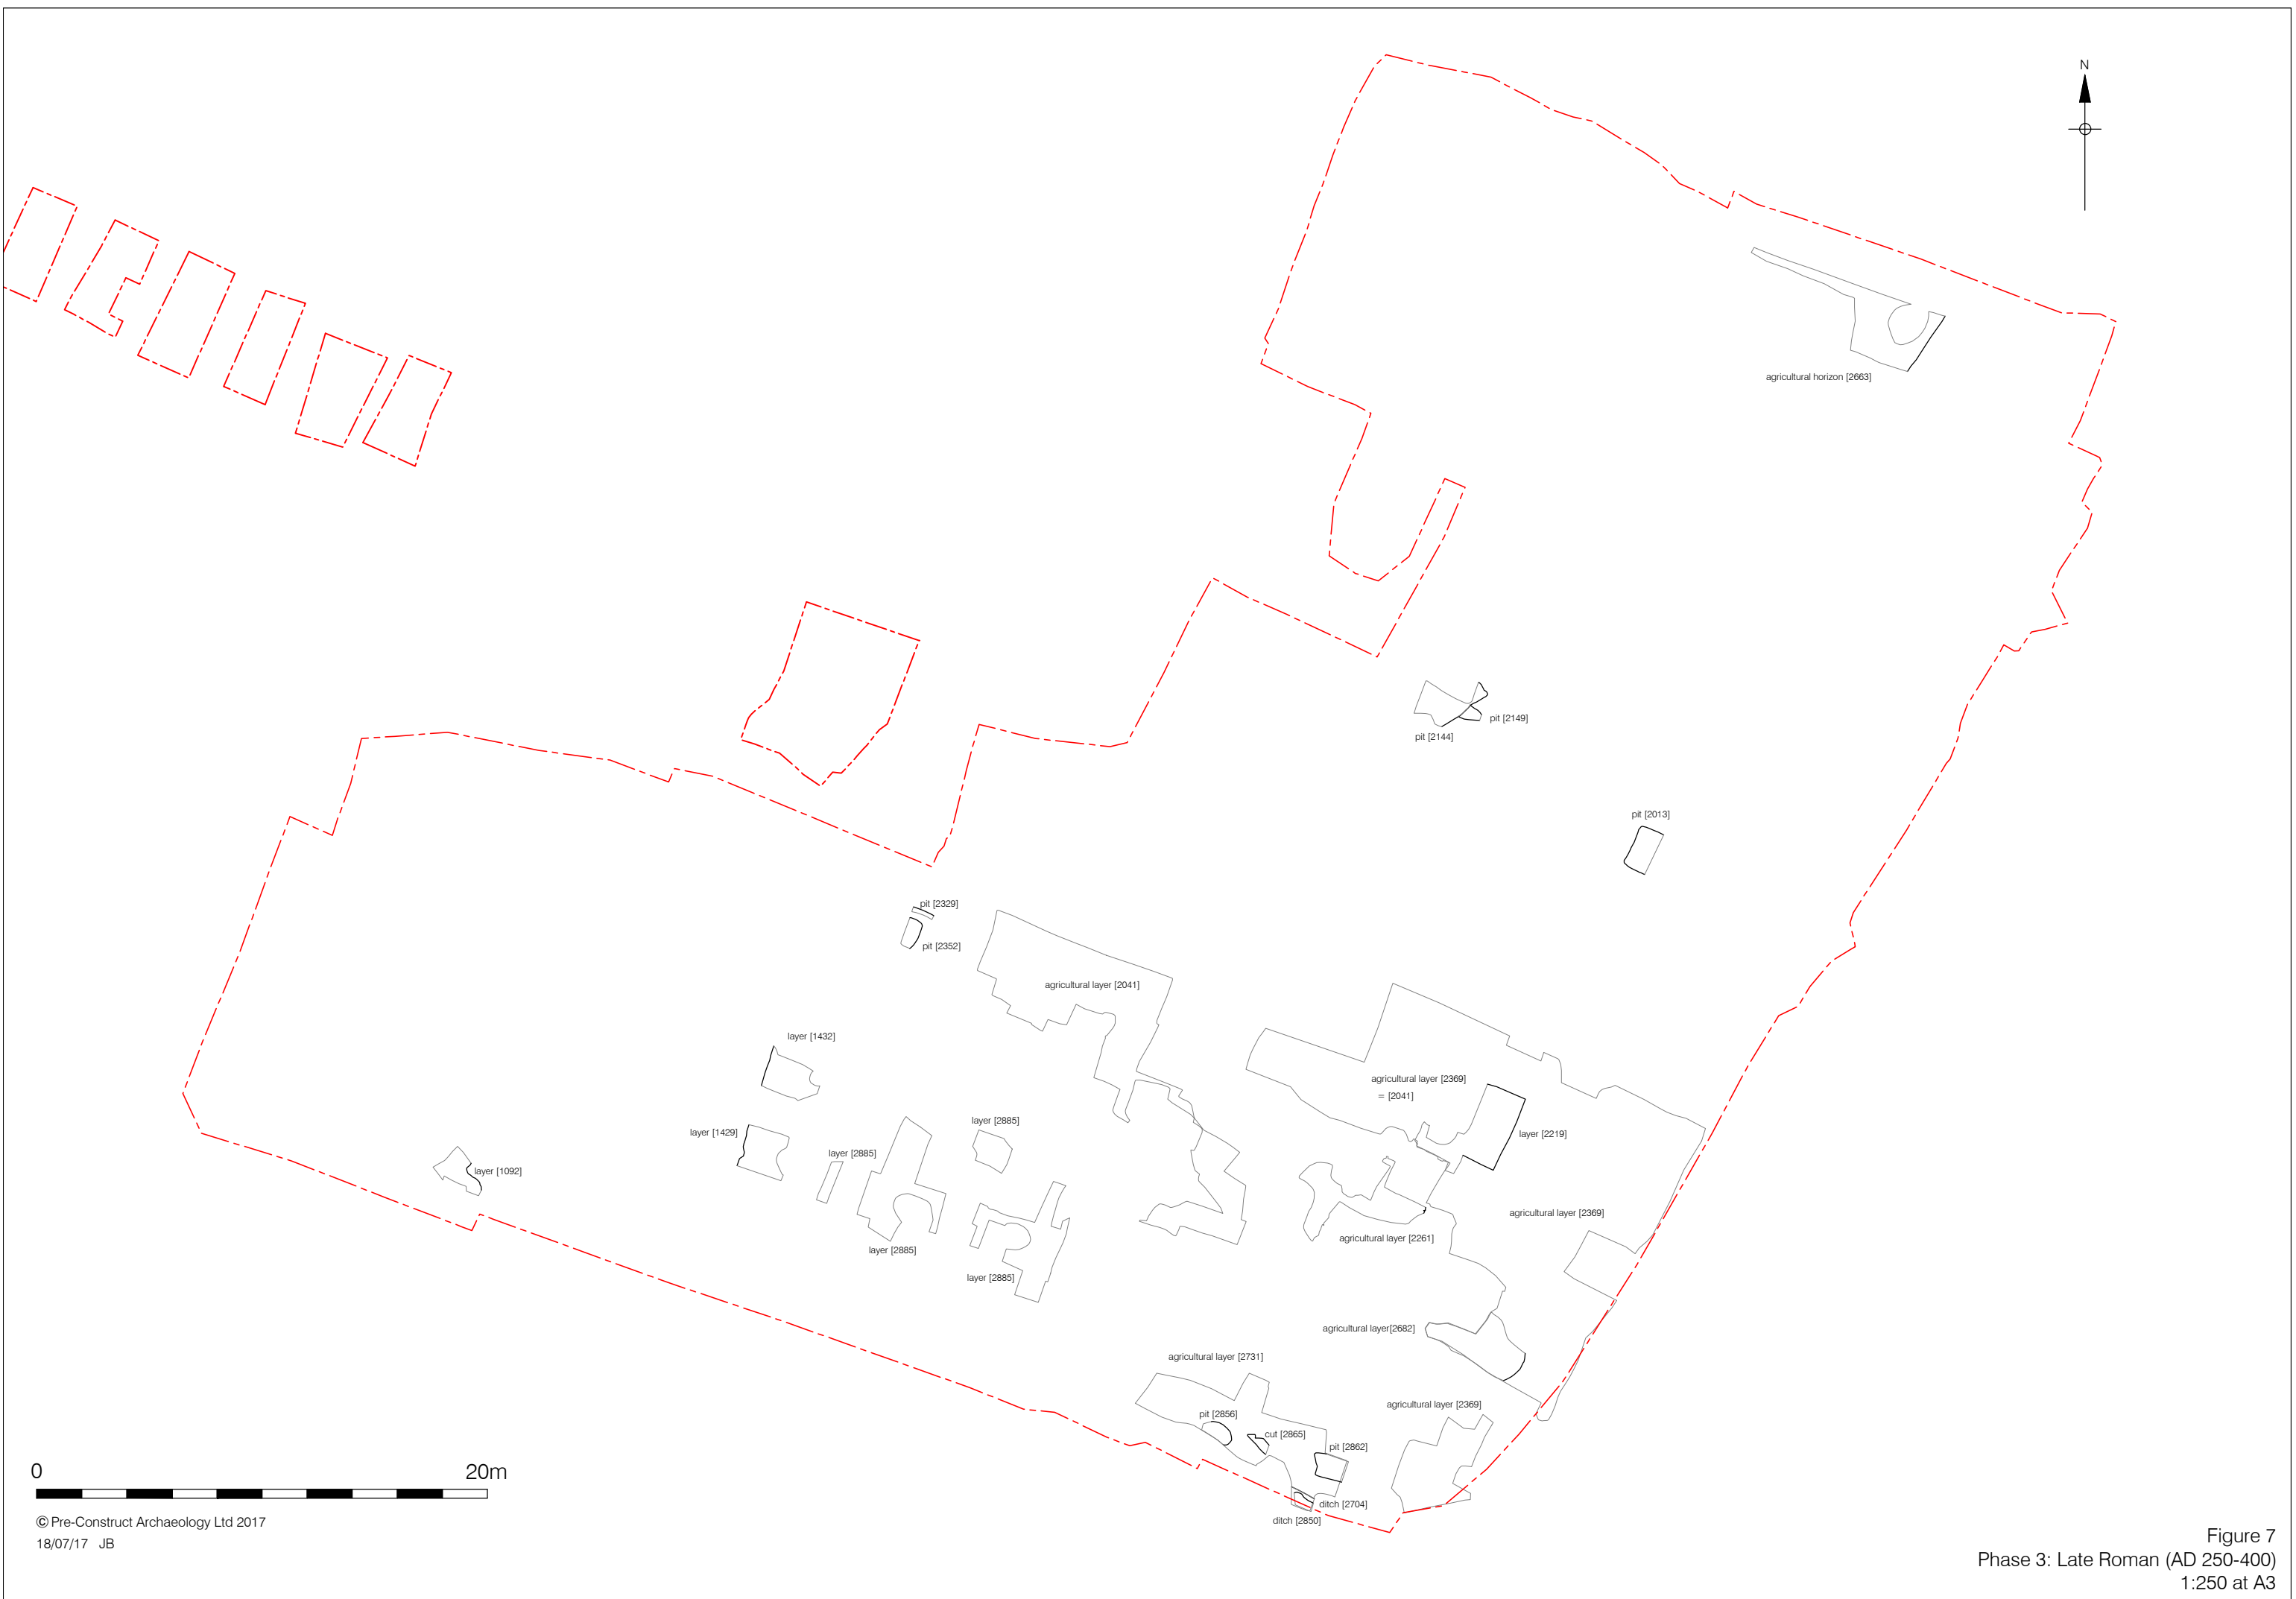 N
agricultural horizon [2663]
pit [2149]
pit [2144]
pit [2013]
pit [2329]
pit [2352]
agricultural layer [2041]
layer [1432]
agricultural layer [2369]
= [2041]
layer [2885]
layer [1429]
layer [2219]
layer [2885]
layer [1092]
agricultural layer [2369]
agricultural layer [2261]
layer [2885]
layer [2885]
agricultural layer[2682]
agricultural layer [2731]
agricultural layer [2369]
pit [2856]
cut [2865]
pit [2862]
ditch [2704]
ditch [2850]
0 20m
© Pre-Construct Archaeology Ltd 2017
18/07/17 JB
Figure 7
Phase 3: Late Roman (AD 250-400)
1:250 at A3